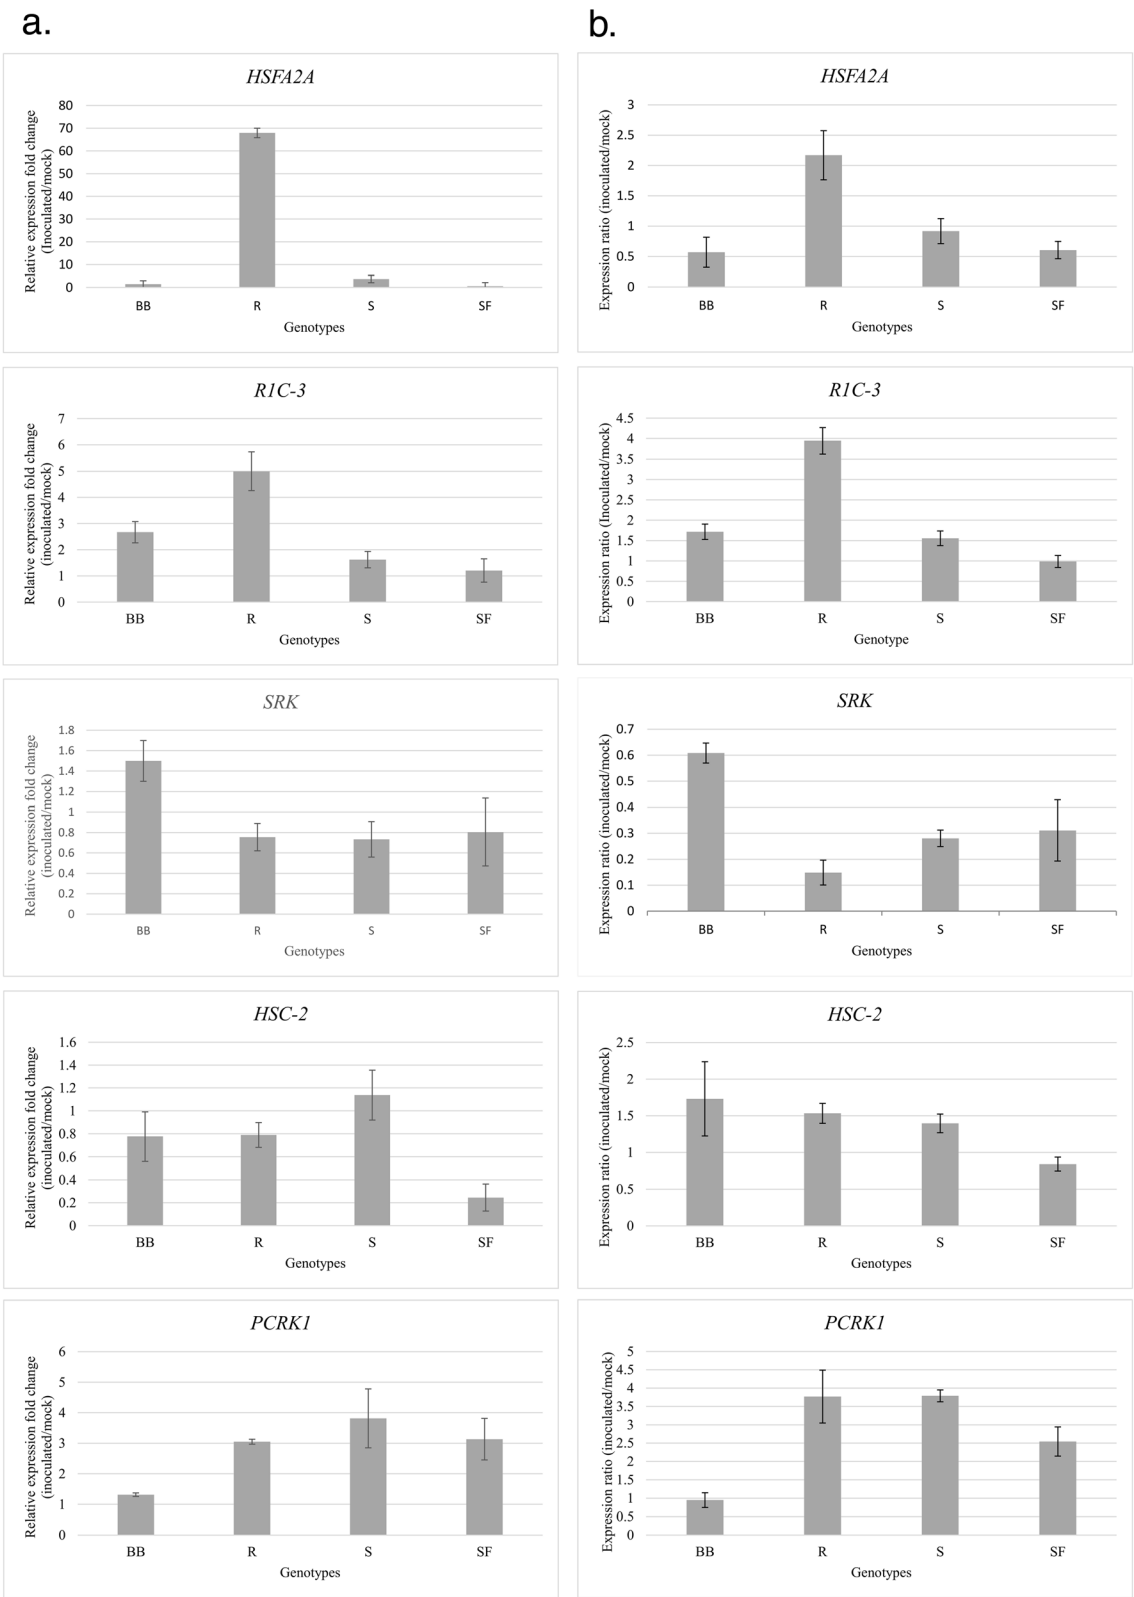 a.
HSFA2A
Relative expression fold change
(Inoculated/mock)
80
70
60
50
40
30
20
10
0
BB R S SF
Genotypes
R1C-3
Relative expression fold change
(inoculated/mock)
7
6
5
4
3
2
1
0
BB R S SF
Genotypes
SRK
Relative expression fold change
(inoculated/mock)
1.8
1.6
1.4
1.2
1
0.8
0.6
0.4
0.2
0
BB R S SF
Genotypes
HSC-2
Relative expression fold change
(inoculated/mock)
1.6
1.4
1.2
1
0.8
0.6
0.4
0.2
0
BB R S SF
Genotypes
PCRK1
Relative expression fold change
(inoculated/mock)
6
5
4
3
2
1
0
BB R S SF
Genotypes
b.
HSFA2A
Expression ratio (inoculated/mock)
3
2.5
2
1.5
1
0.5
0
BB R S SF
Genotypes
R1C-3
Expression ratio (Inoculated/mock)
4.5
4
3.5
3
2.5
2
1.5
1
0.5
0
BB R S SF
Genotype
SRK
Expression ratio (inoculated/mock)
0.7
0.6
0.5
0.4
0.3
0.2
0.1
0
BB R S SF
Genotypes
HSC-2
Expression ratio (inoculated/mock)
2.5
2
1.5
1
0.5
0
BB R S SF
Genotypes
PCRK1
Expression ratio (inoculated/mock)
5
4.5
4
3.5
3
2.5
2
1.5
1
0.5
0
BB R S SF
Genotypes